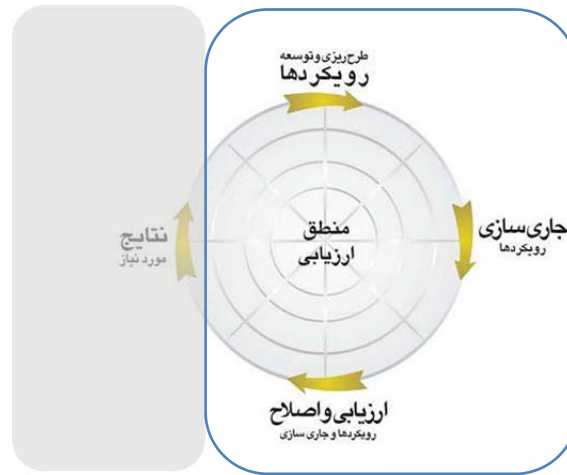 طرح‌ریزی و توسعه
رویکردها
جاری سازی
رویکردها
نتایج
مورد نیاز
منطق
ارزیابی
ارزیابی و اصلاح
رویکردها و جاری سازی